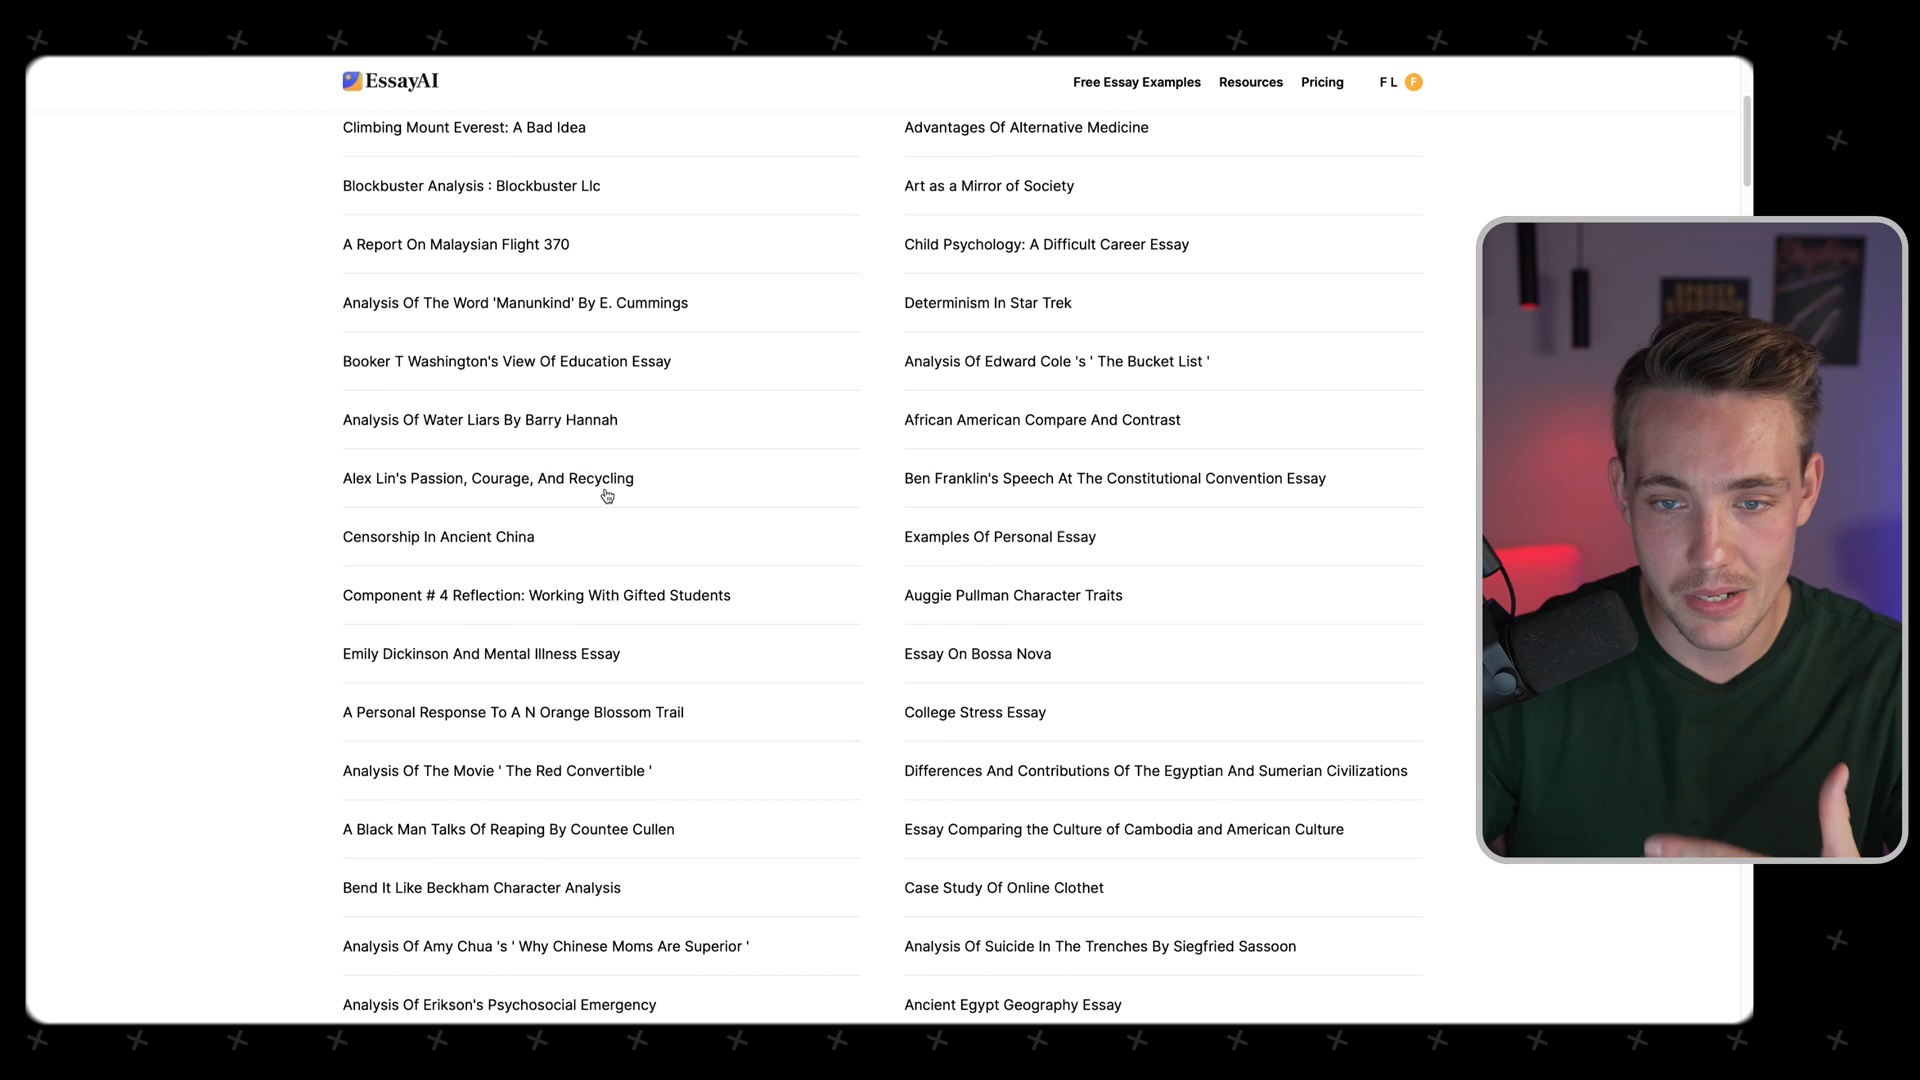 EssayAI
Free Essay Examples Resources Pricing F L F
Climbing Mount Everest: A Bad Idea
Advantages Of Alternative Medicine
Blockbuster Analysis : Blockbuster Llc
Art as a Mirror of Society
A Report On Malaysian Flight 370
Child Psychology: A Difficult Career Essay
Analysis Of The Word 'Manunkind' By E. Cummings
Determinism In Star Trek
Booker T Washington's View Of Education Essay
Analysis Of Edward Cole 's ' The Bucket List '
Analysis Of Water Liars By Barry Hannah
African American Compare And Contrast
Alex Lin's Passion, Courage, And Recycling
Ben Franklin's Speech At The Constitutional Convention Essay
Censorship In Ancient China
Examples Of Personal Essay
Component # 4 Reflection: Working With Gifted Students
Auggie Pullman Character Traits
Emily Dickinson And Mental Illness Essay
Essay On Bossa Nova
A Personal Response To A N Orange Blossom Trail
College Stress Essay
Analysis Of The Movie ' The Red Convertible '
Differences And Contributions Of The Egyptian And Sumerian Civilizations
A Black Man Talks Of Reaping By Countee Cullen
Essay Comparing the Culture of Cambodia and American Culture
Bend It Like Beckham Character Analysis
Case Study Of Online Clothet
Analysis Of Amy Chua 's ' Why Chinese Moms Are Superior '
Analysis Of Suicide In The Trenches By Siegfried Sassoon
Analysis Of Erikson's Psychosocial Emergency
Ancient Egypt Geography Essay